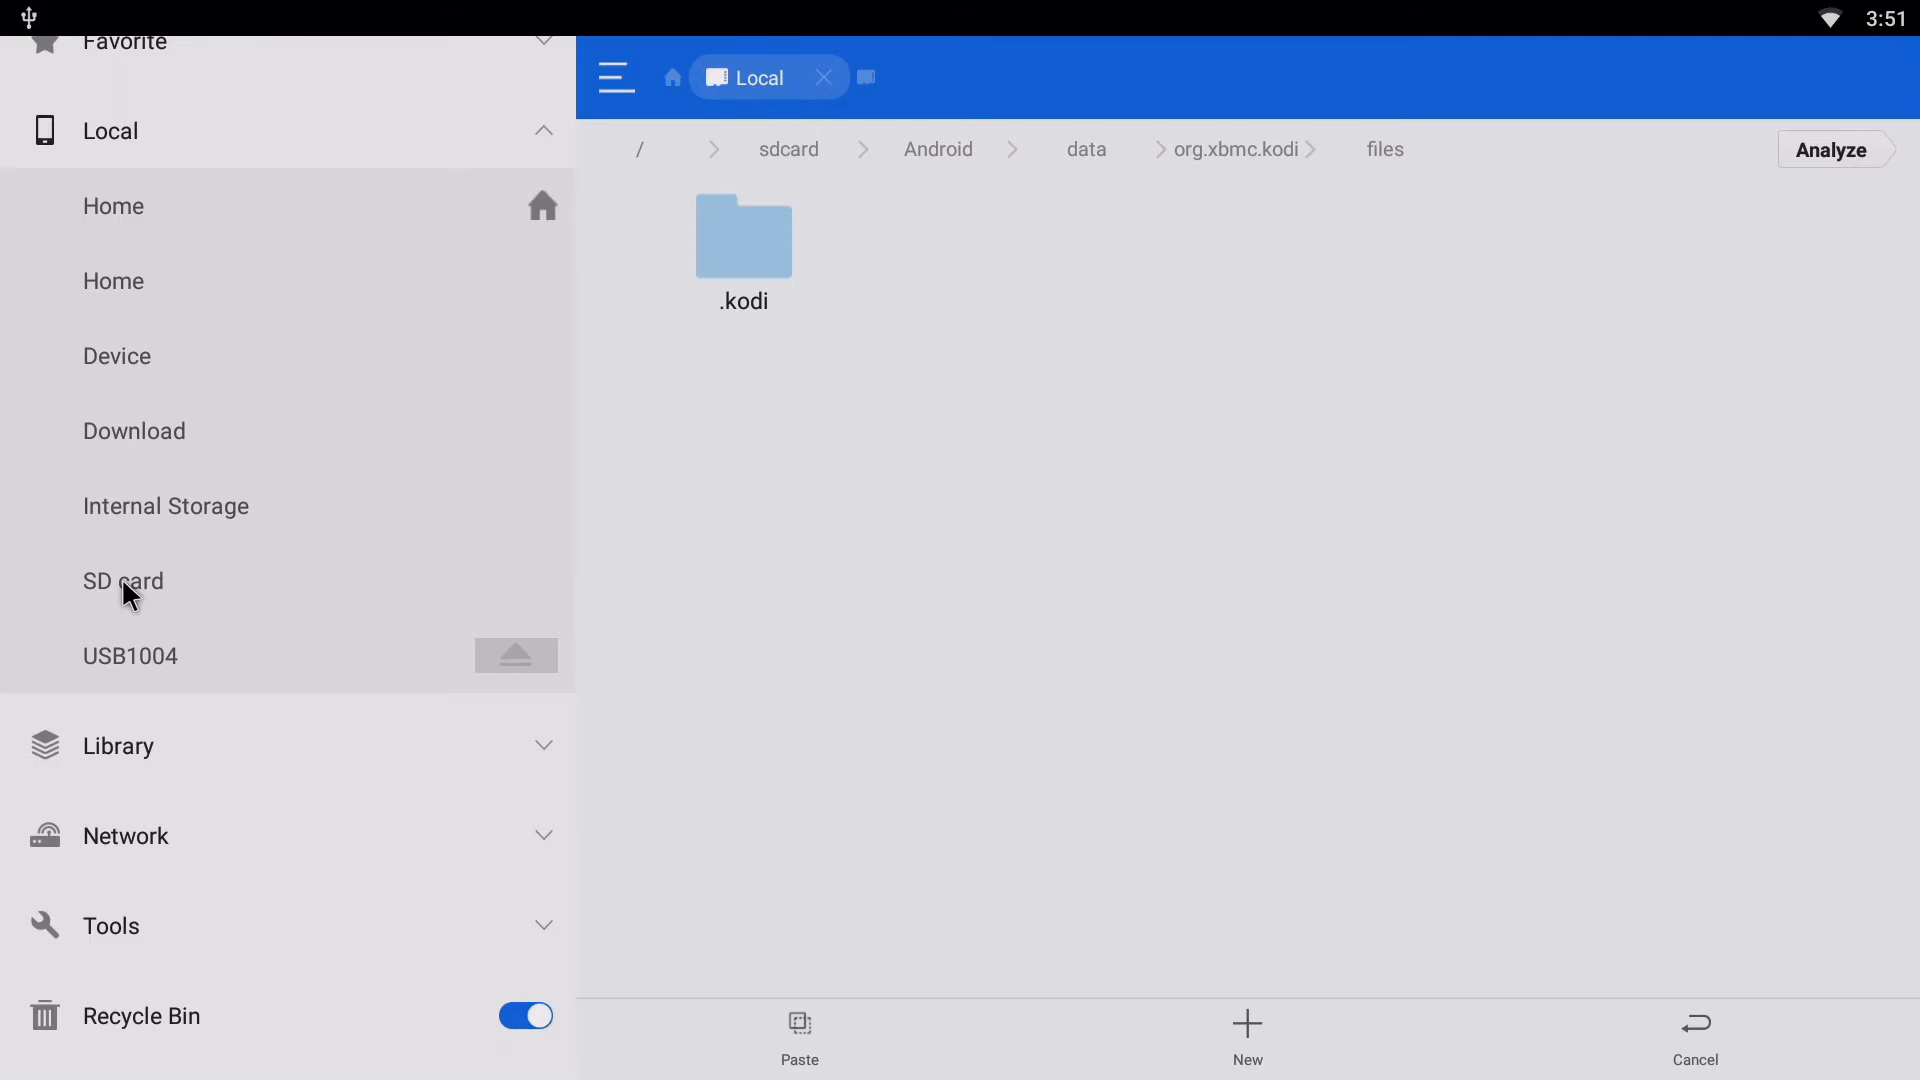 3:51
Favorite
Local
Home
Home
Device
Download
Internal Storage
SD card
USB1004
Library
Network
Tools
Recycle Bin
Local
/ sdcard Android data org.xbmc.kodi files
Analyze
.kodi
Paste
New
Cancel